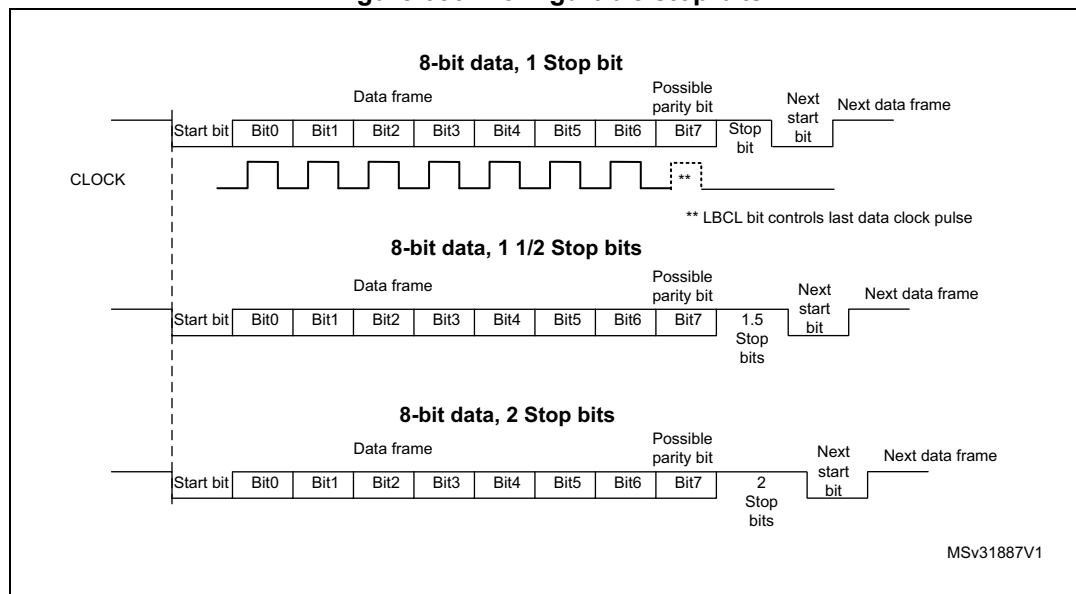 8-bit data, 1 Stop bit
Data frame
Possible
parity bit
Next
start
bit
Next data frame
Start bit Bit0 Bit1 Bit2 Bit3 Bit4 Bit5 Bit6 Bit7 Stop
bit
CLOCK
**
** LBCL bit controls last data clock pulse
8-bit data, 1 1/2 Stop bits
Data frame
Possible
parity bit
Next
start
bit
Next data frame
Start bit Bit0 Bit1 Bit2 Bit3 Bit4 Bit5 Bit6 Bit7 1.5
Stop
bits
8-bit data, 2 Stop bits
Data frame
Possible
parity bit
Next
start
bit
Next data frame
Start bit Bit0 Bit1 Bit2 Bit3 Bit4 Bit5 Bit6 Bit7 2
Stop
bits
MSv31887V1